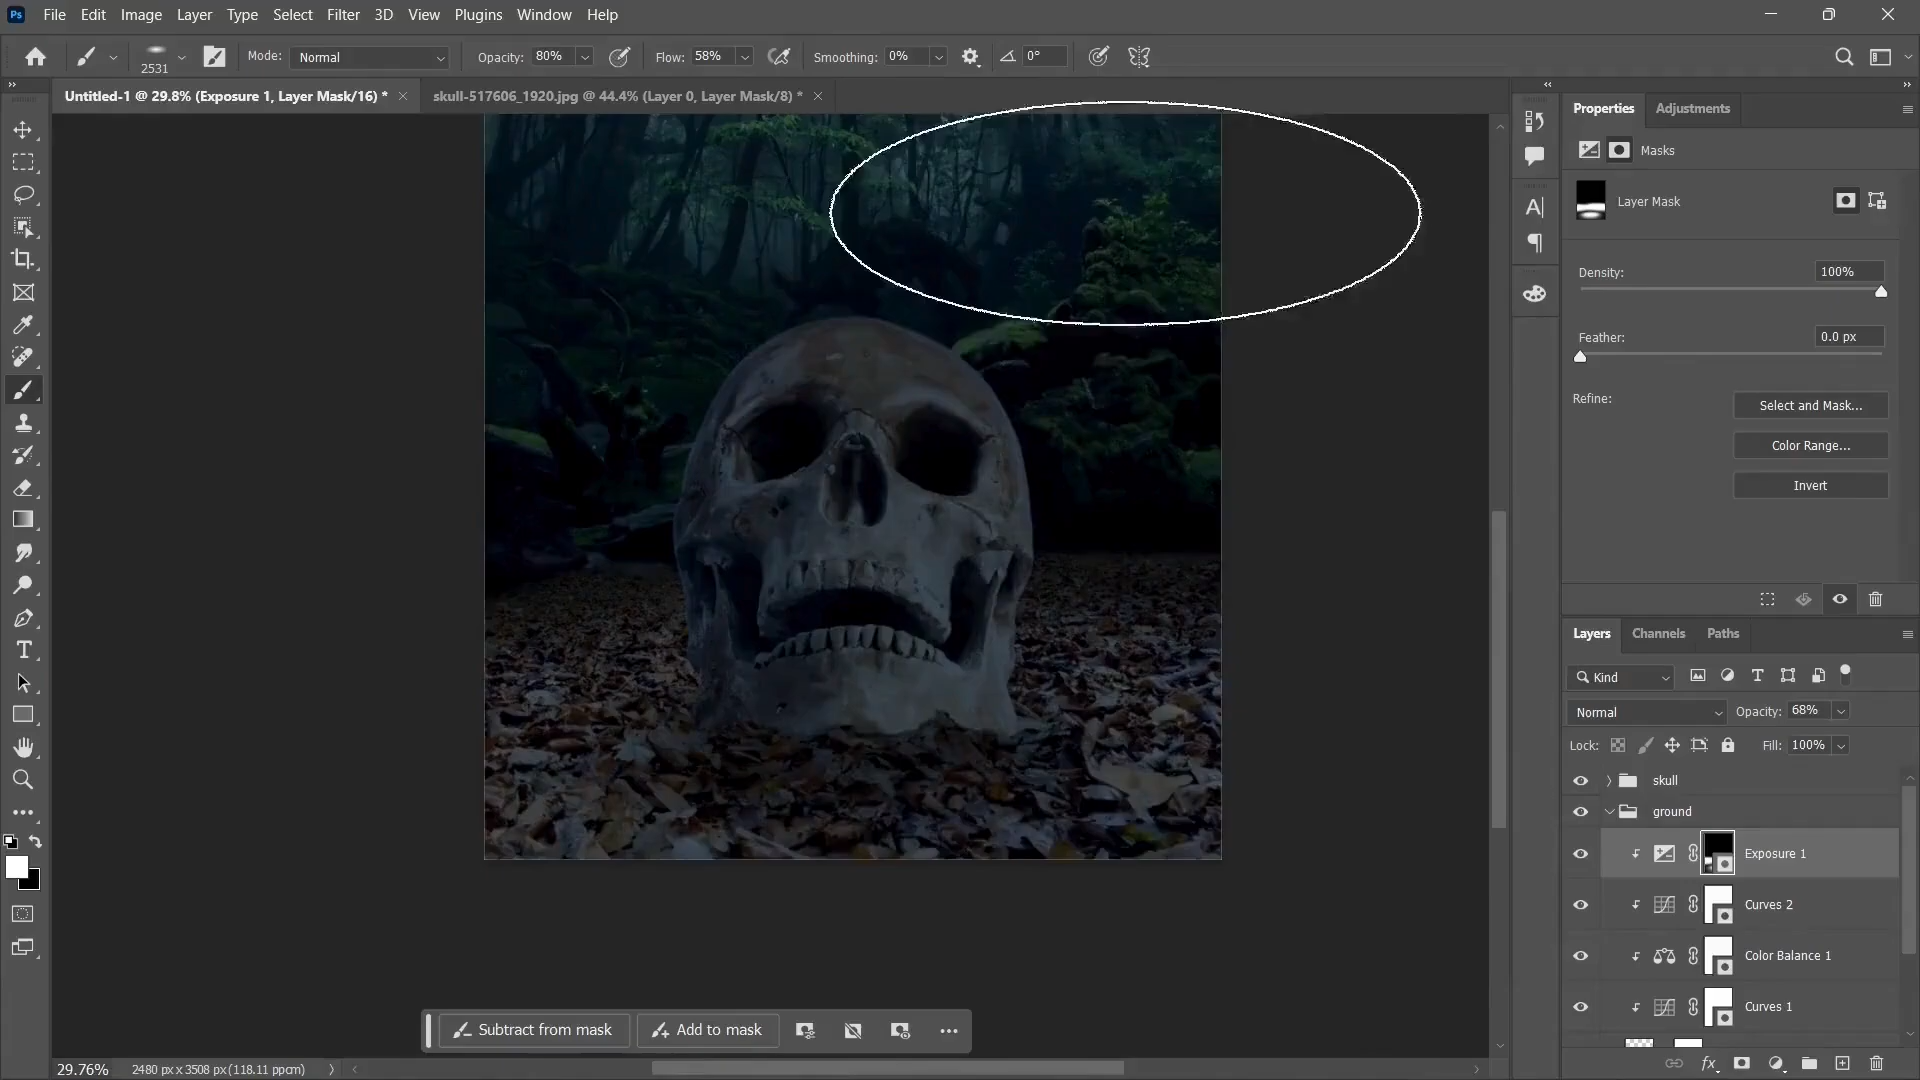 Ps File Edit Image Layer Type Select Filter 3D View Plugins Window Help
2531 Mode: Normal Opacity: 80% Flow: 58% Smoothing: 0% 0°
Untitled-1 @ 29.8% (Exposure 1, Layer Mask/16) * × skull-517606_1920.jpg @ 44.4% (Layer 0, Layer Mask/8) * ×
Properties Adjustments
Masks
Layer Mask
Density: 100%
Feather: 0.0 px
Refine: Select and Mask...
Color Range...
Invert
Layers Channels Paths
Kind
Normal Opacity: 68%
Lock: Fill: 100%
skull
ground
Exposure 1
Curves 2
Color Balance 1
Curves 1
Subtract from mask Add to mask
29.76% 2480 px x 3508 px (118.11 ppcm)